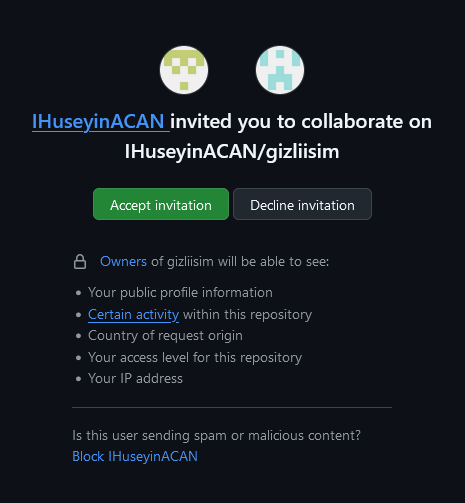 IHuseyinACAN invited you to collaborate on
IHuseyinACAN/gizliisim
Accept invitation
Decline invitation
Owners of gizliisim will be able to see:
• Your public profile information
• Certain activity within this repository
• Country of request origin
• Your access level for this repository
• Your IP address
Is this user sending spam or malicious content?
Block IHuseyinACAN